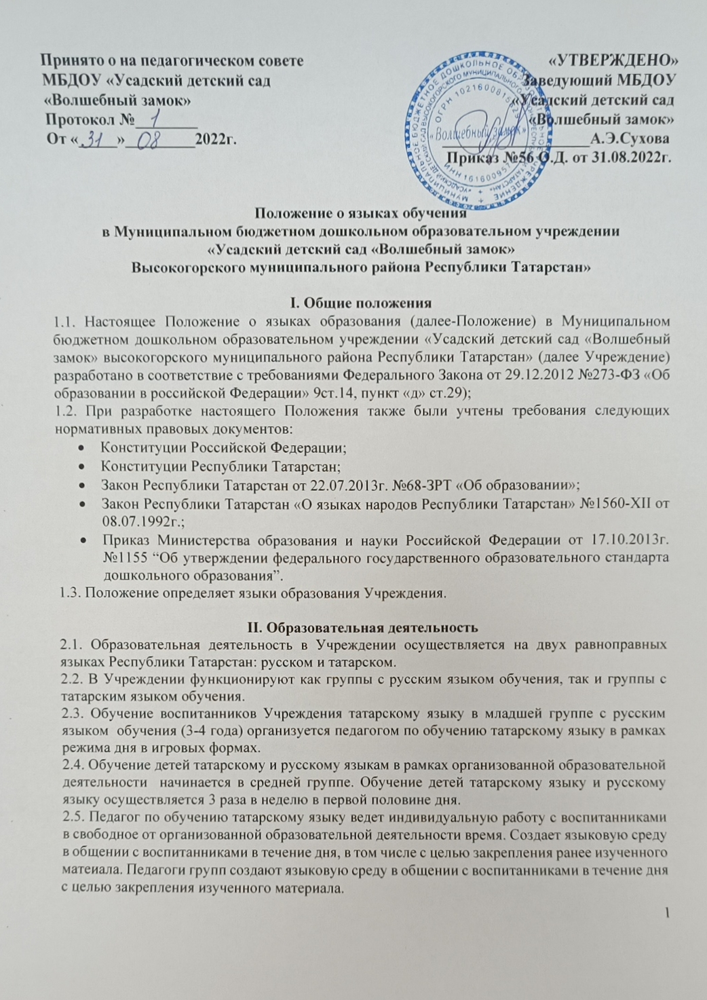 Принято о на педагогическом совете
МБДОУ «Усадский детский сад
«Волшебный замок»
Протокол № 1
От «31» 08 2022г.
«УТВЕРЖДЕНО»
Заведующий МБДОУ
«Усадский детский сад
«Волшебный замок»
А.Э.Сухова
Приказ №56 О.Д. от 31.08.2022г.
«Волшебный замок»
Положение о языках обучения
в Муниципальном бюджетном дошкольном образовательном учреждении
«Усадский детский сад «Волшебный замок»
Высокогорского муниципального района Республики Татарстан»
I. Общие положения
1.1. Настоящее Положение о языках образования (далее-Положение) в Муниципальном
бюджетном дошкольном образовательном учреждении «Усадский детский сад «Волшебный
замок» высокогорского муниципального района Республики Татарстан» (далее Учреждение)
разработано в соответствие с требованиями Федерального Закона от 29.12.2012 №273-ФЗ «Об
образовании в российской Федерации» 9ст.14, пункт «д» ст.29);
1.2. При разработке настоящего Положения также были учтены требования следующих
нормативных правовых документов:
• Конституции Российской Федерации;
• Конституции Республики Татарстан;
• Закон Республики Татарстан от 22.07.2013г. №68-ЗРТ «Об образовании»;
• Закон Республики Татарстан «О языках народов Республики Татарстан» №1560-XII от
08.07.1992г.;
• Приказ Министерства образования и науки Российской Федерации от 17.10.2013г.
№1155 “Об утверждении федерального государственного образовательного стандарта
дошкольного образования”.
1.3. Положение определяет языки образования Учреждения.
II. Образовательная деятельность
2.1. Образовательная деятельность в Учреждении осуществляется на двух равноправных
языках Республики Татарстан: русском и татарском.
2.2. В Учреждении функционируют как группы с русским языком обучения, так и группы с
татарским языком обучения.
2.3. Обучение воспитанников Учреждения татарскому языку в младшей группе с русским
языком обучения (3-4 года) организуется педагогом по обучению татарскому языку в рамках
режима дня в игровых формах.
2.4. Обучение детей татарскому и русскому языкам в рамках организованной образовательной
деятельности начинается в средней группе. Обучение детей татарскому языку и русскому
языку осуществляется 3 раза в неделю в первой половине дня.
2.5. Педагог по обучению татарскому языку ведет индивидуальную работу с воспитанниками
в свободное от организованной образовательной деятельности время. Создает языковую среду
в общении с воспитанниками в течение дня, в том числе с целью закрепления ранее изученного
матеиала. Педагоги групп создают языковую среду в общении с воспитанниками в течение дня
с целью закрепления изученного материала.
1